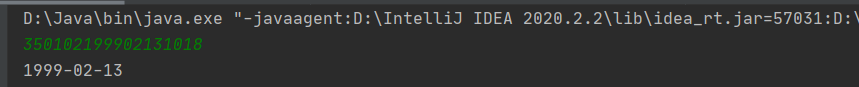 D:\Java\bin\java.exe "-javaagent:D:\IntelliJ IDEA 2020.2.2\lib\idea_rt.jar=57031:D:\
350102199902131018
1999-02-13